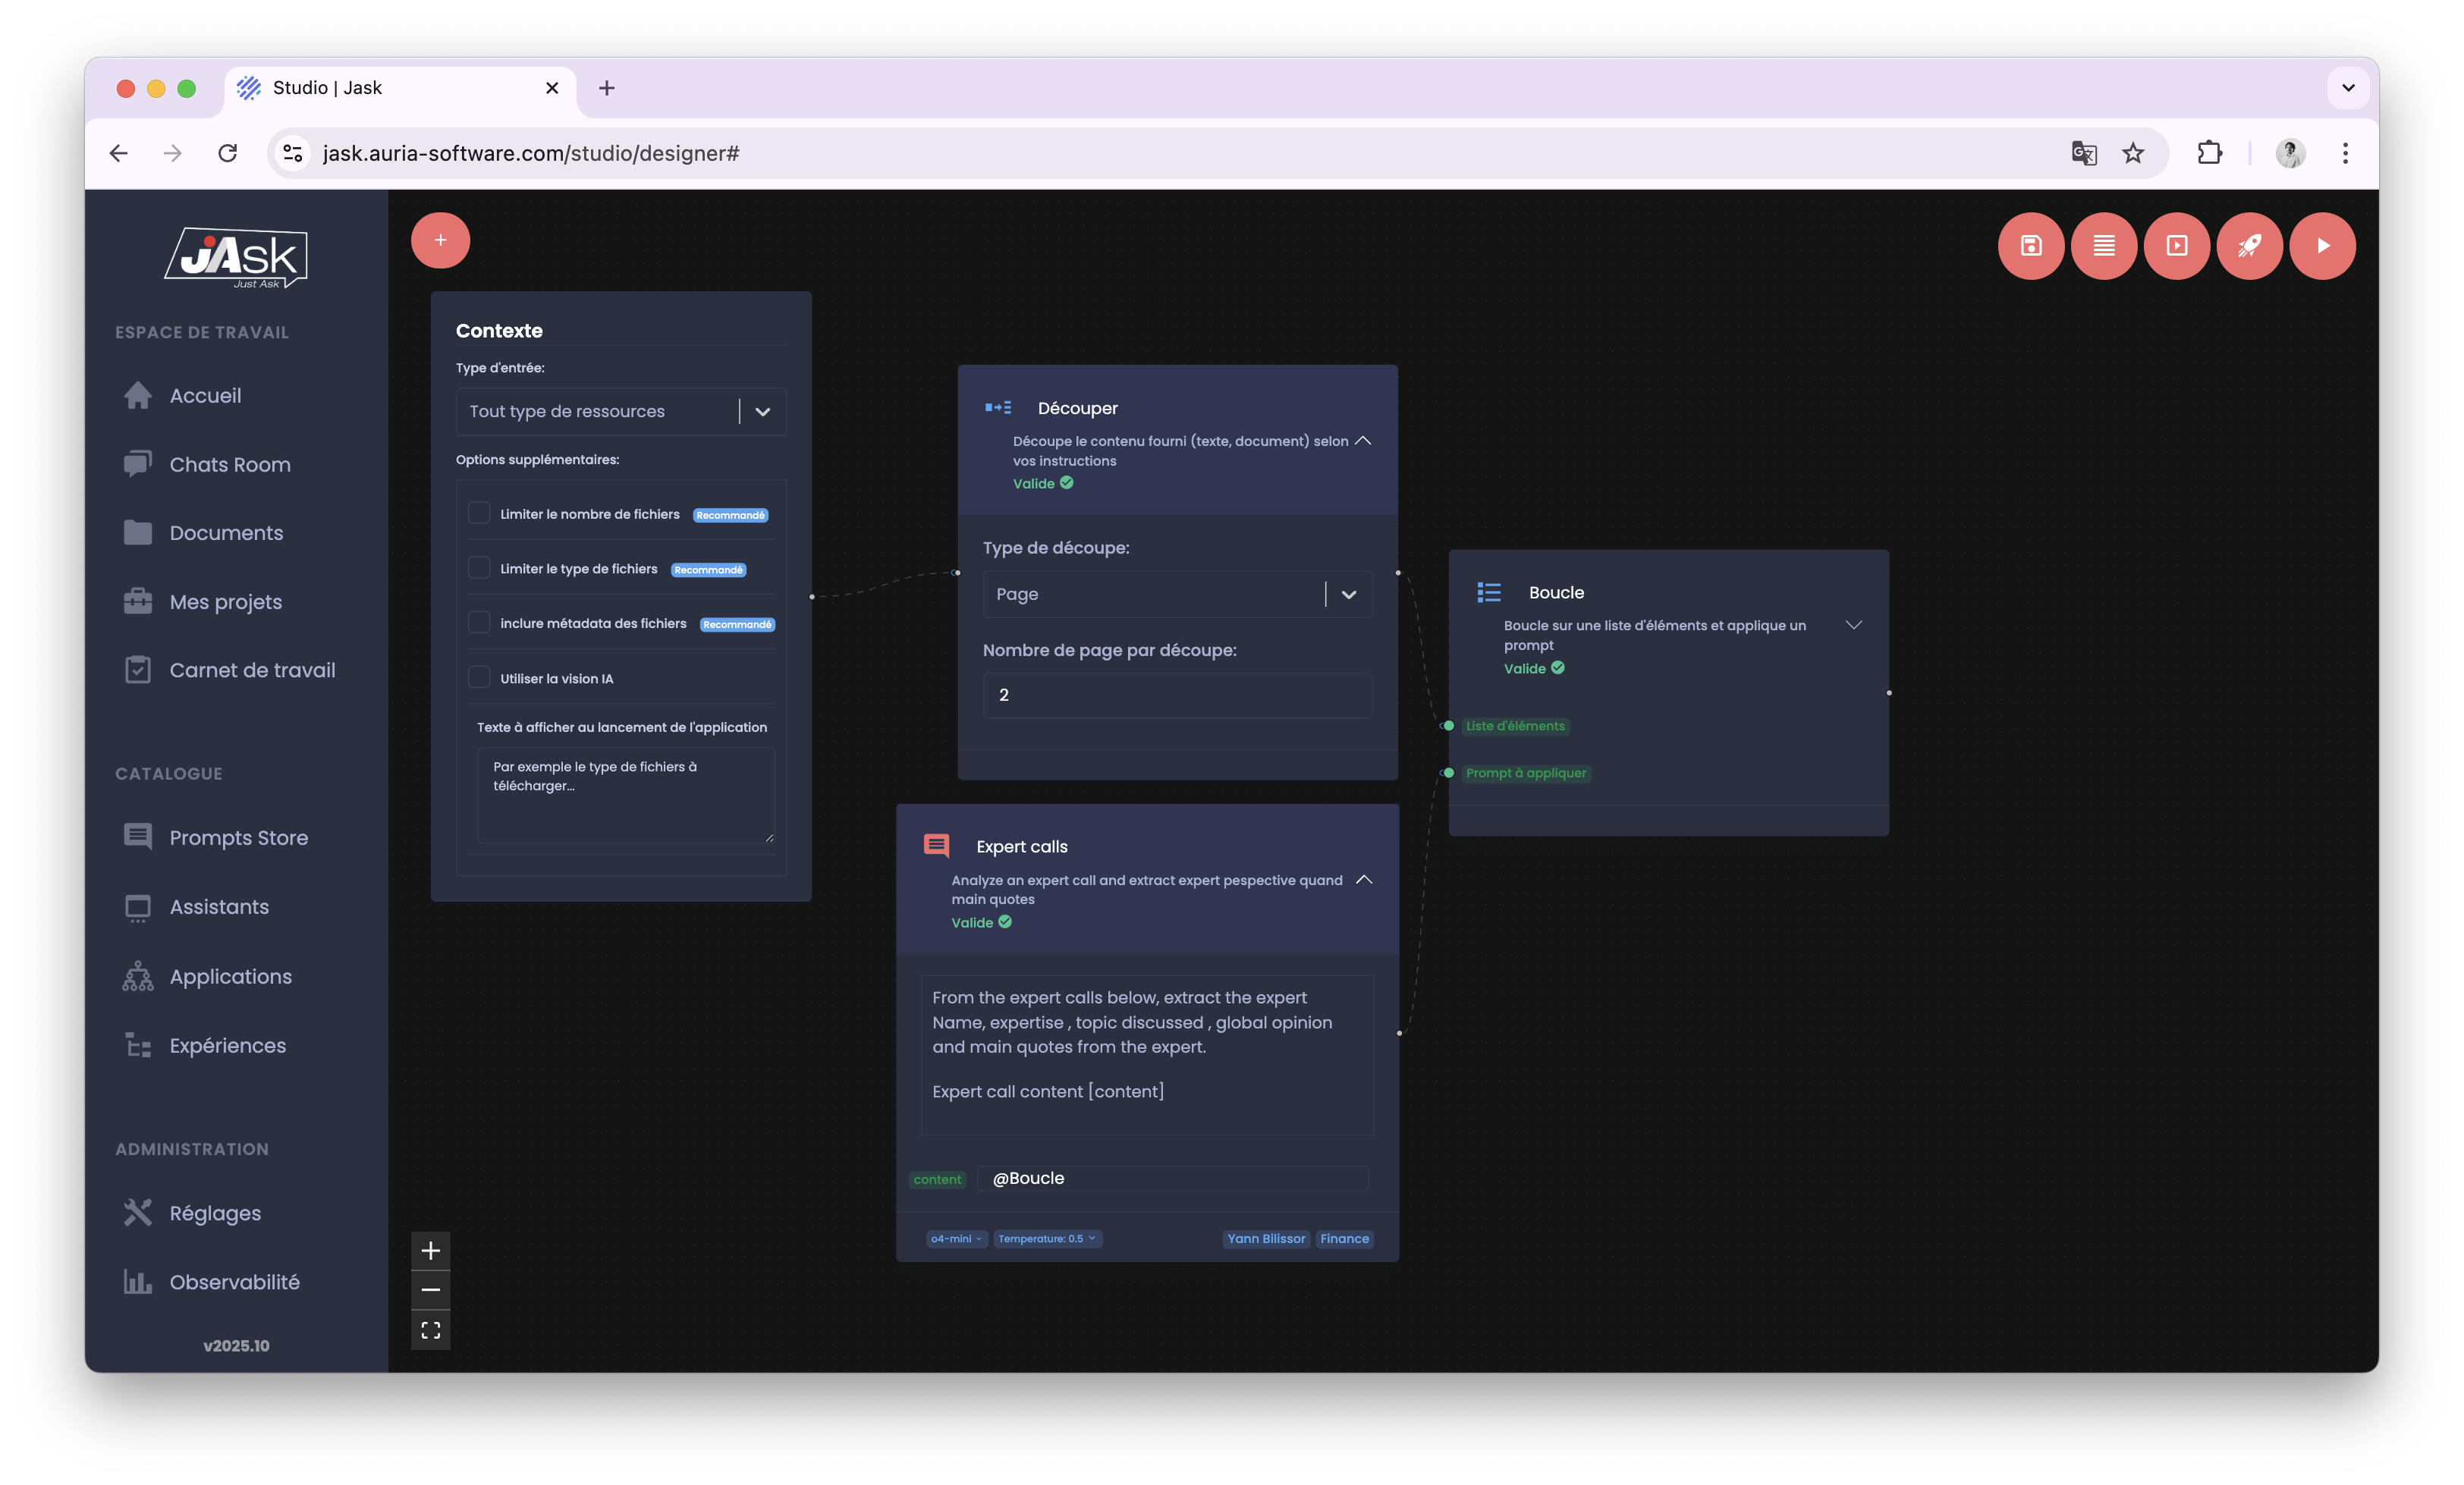 Studio | Jask
jask.auria-software.com/studio/designer#
jAsk
Just Ask
ESPACE DE TRAVAIL
Accueil
Chats Room
Documents
Mes projets
Carnet de travail
CATALOGUE
Prompts Store
Assistants
Applications
Expériences
ADMINISTRATION
Réglages
Observabilité
v2025.10
Contexte
Type d'entrée:
Tout type de ressources
Options supplémentaires:
Limiter le nombre de fichiers Recommandé
Limiter le type de fichiers Recommandé
inclure métadata des fichiers Recommandé
Utiliser la vision IA
Texte à afficher au lancement de l'application
Par exemple le type de fichiers à
télécharger...
Découper
Découpe le contenu fourni (texte, document) selon
vos instructions
Valide
Type de découpe:
Page
Nombre de page par découpe:
2
Expert calls
Analyze an expert call and extract expert pespective quand
main quotes
Valide
From the expert calls below, extract the expert
Name, expertise , topic discussed , global opinion
and main quotes from the expert.
Expert call content [content]
content @Boucle
o4-mini Temperature: 0.5 Yann Bilissor Finance
Boucle
Boucle sur une liste d'éléments et applique un
prompt
Valide
Liste d'éléments
Prompt à appliquer